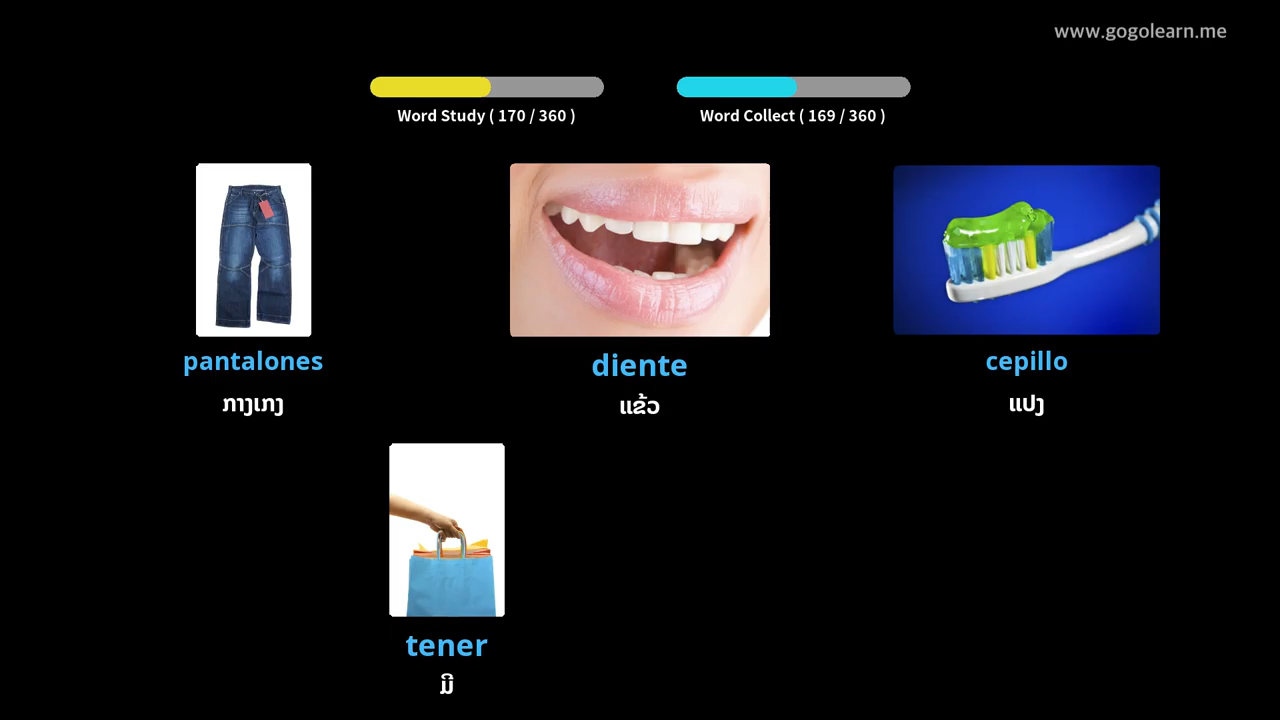 www.gogolearn.me
Word Study ( 170 / 360 )
Word Collect ( 169 / 360 )
pantalones
ກາງເກງ
diente
ແຂ້ວ
cepillo
ແປງ
tener
ມີ